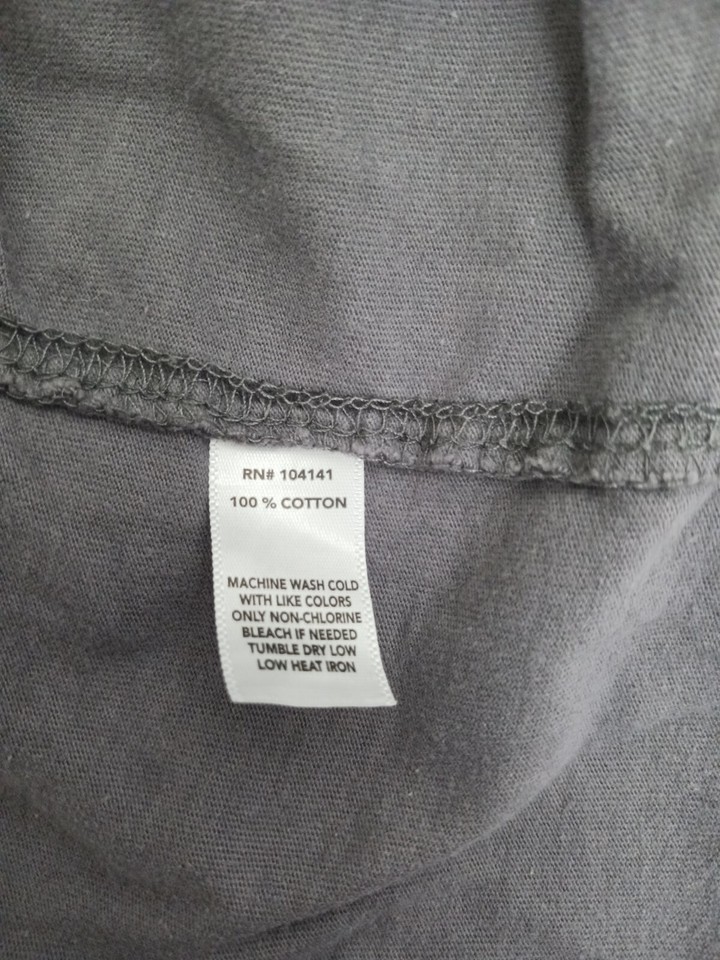 RN# 104141
100 % COTTON
MACHINE WASH COLD
WITH LIKE COLORS
ONLY NON-CHLORINE
BLEACH IF NEEDED
TUMBLE DRY LOW
LOW HEAT IRON